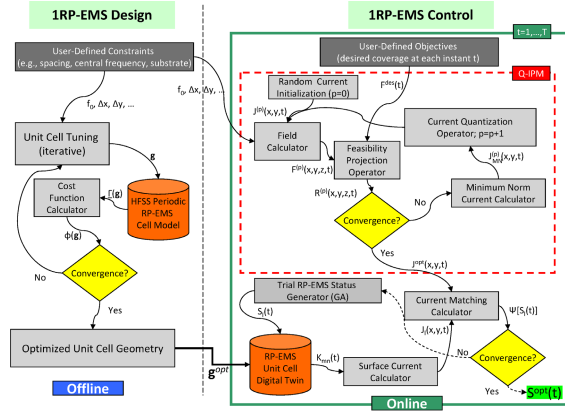 1RP-EMS Design
1RP-EMS Control
t=1,...,T
User-Defined Constraints
(e.g., spacing, central frequency, substrate)
User-Defined Objectives
(desired coverage at each instant t)
Q-IPM
Random Current
Initialization (p=0)
f₀, Δx, Δy, ...
f₀, Δx, Δy, ...
F^des(t)
J^(p)(x,y,t)
Current Quantization
Operator; p=p+1
Unit Cell Tuning
(iterative)
Field
Calculator
Feasibility
Projection
Operator
g
F^(p)(x,y,z,t)
J_MN^(p)(x,y,t)
Cost
Function
Calculator
Γ(g)
HFSS Periodic
RP-EMS
Cell Model
R^(p)(x,y,z,t)
No
Minimum Norm
Current Calculator
Φ(g)
Convergence?
Yes
No
Convergence?
J^opt(x,y,t)
Yes
Trial RP-EMS Status
Generator (GA)
Current Matching
Calculator
Ψ[S_i(t)]
S_i(t)
J_i(x,y,t)
Optimized Unit Cell Geometry
RP-EMS
Unit Cell
Digital Twin
K_mn(t)
Surface Current
Calculator
No
Convergence?
g^opt
Yes
S^opt(t)
Offline
Online